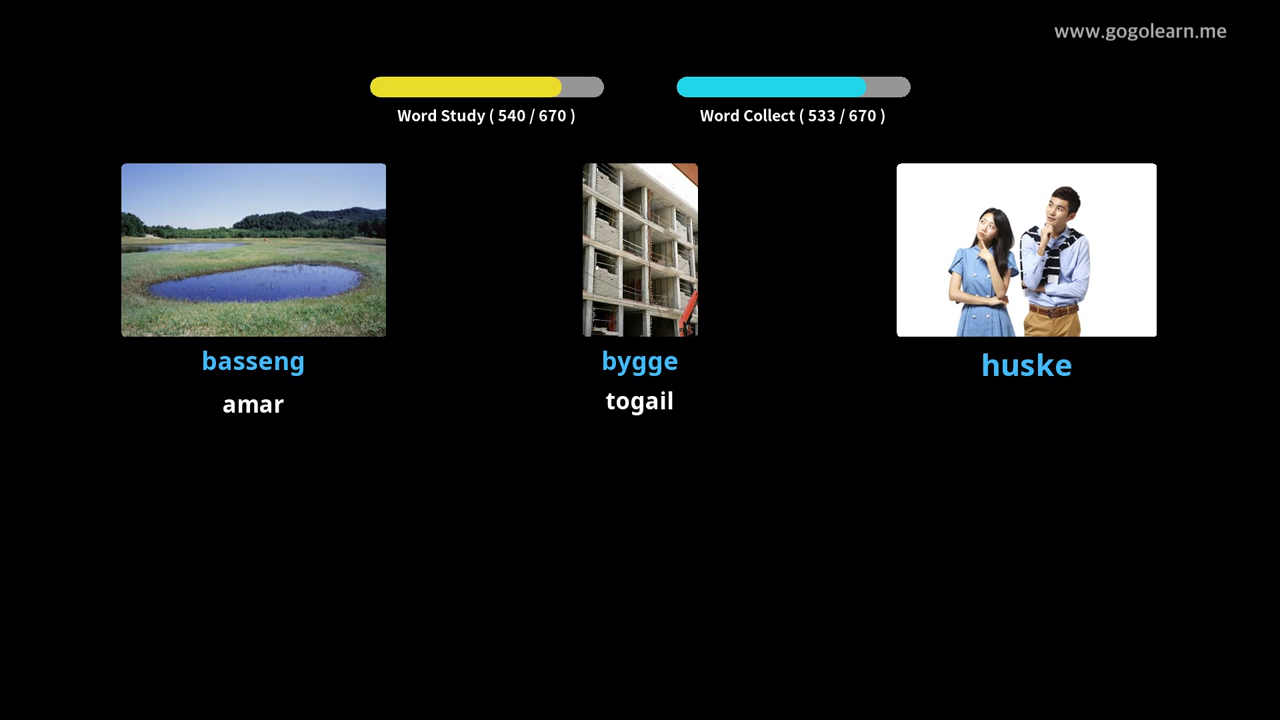 www.gogolearn.me
Word Study ( 540 / 670 )
Word Collect ( 533 / 670 )
basseng
amar
bygge
togail
huske